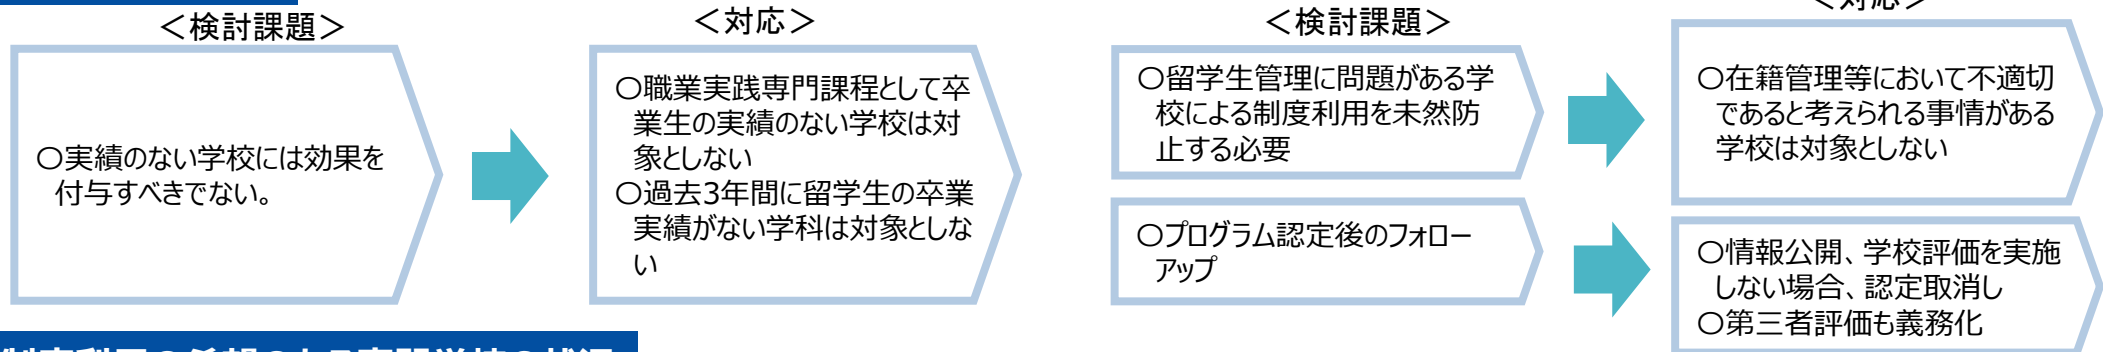 ＜検討課題＞
〇実績のない学校には効果を
付与すべきでない。
＜対応＞
〇職業実践専門課程として卒
業生の実績のない学校は対
象としない
〇過去3年間に留学生の卒業
実績がない学科は対象としな
い
＜検討課題＞
〇留学生管理に問題がある学
校による制度利用を未然防
止する必要
＜対応＞
〇在籍管理等において不適切
であると考えられる事情がある
学校は対象としない
〇プログラム認定後のフォロー
アップ
〇情報公開、学校評価を実施
しない場合、認定取消し
〇第三者評価も義務化